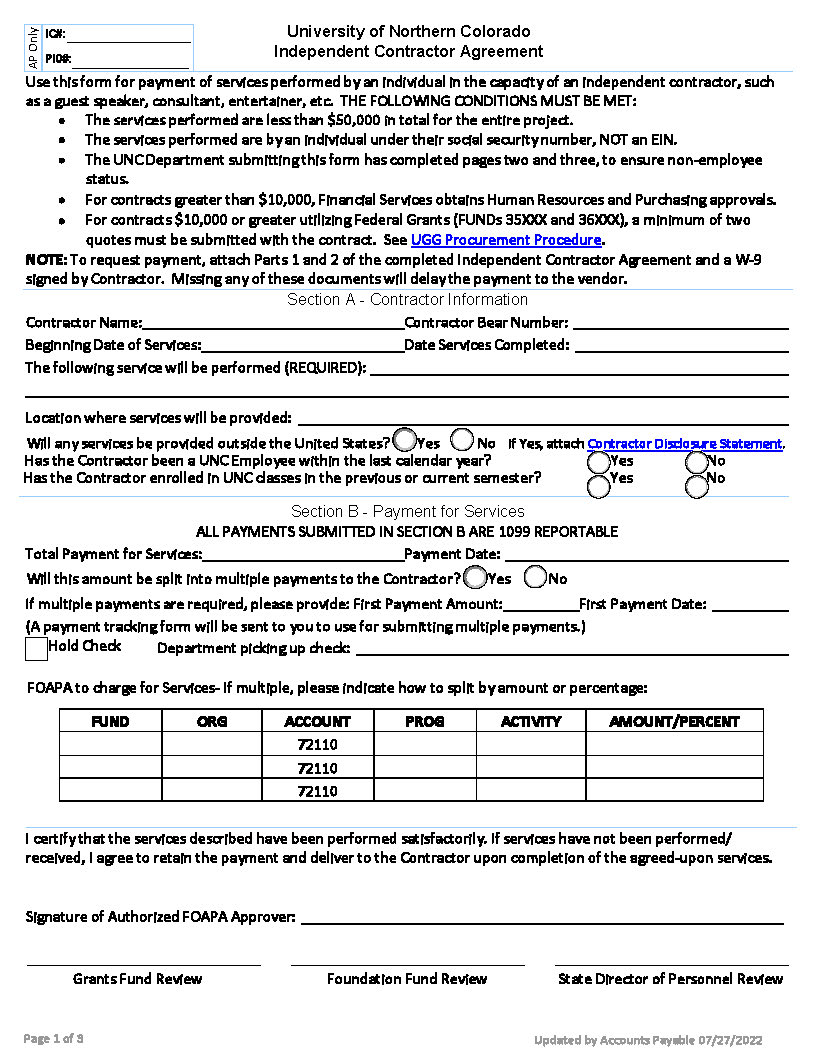 AP Only
IC#:
PID#:
University of Northern Colorado
Independent Contractor Agreement
Use this form for payment of services performed by an individual in the capacity of an independent contractor, such
as a guest speaker, consultant, entertainer, etc. THE FOLLOWING CONDITIONS MUST BE MET:
• The services performed are less than $50,000 in total for the entire project.
• The services performed are by an individual under their social security number, NOT an EIN.
• The UNC Department submitting this form has completed pages two and three, to ensure non-employee
status.
• For contracts greater than $10,000, Financial Services obtains Human Resources and Purchasing approvals.
• For contracts $10,000 or greater utilizing Federal Grants (FUNDs 35XXX and 36XXX), a minimum of two
quotes must be submitted with the contract. See UGG Procurement Procedure.
NOTE: To request payment, attach Parts 1 and 2 of the completed Independent Contractor Agreement and a W-9
signed by Contractor. Missing any of these documents will delay the payment to the vendor.
Section A - Contractor Information
Contractor Name: Contractor Bear Number:
Beginning Date of Services: Date Services Completed:
The following service will be performed (REQUIRED):
Location where services will be provided:
Will any services be provided outside the United States? Yes No If Yes, attach Contractor Disclosure Statement.
Has the Contractor been a UNC Employee within the last calendar year? Yes No
Has the Contractor enrolled in UNC classes in the previous or current semester? Yes No
Section B - Payment for Services
ALL PAYMENTS SUBMITTED IN SECTION B ARE 1099 REPORTABLE
Total Payment for Services: Payment Date:
Will this amount be split into multiple payments to the Contractor? Yes No
If multiple payments are required, please provide: First Payment Amount: First Payment Date:
(A payment tracking form will be sent to you to use for submitting multiple payments.)
Hold Check Department picking up check:
FOAPA to charge for Services- If multiple, please indicate how to split by amount or percentage:
FUND ORG ACCOUNT PROG ACTIVITY AMOUNT/PERCENT
72110
72110
72110
I certify that the services described have been performed satisfactorily. If services have not been performed/
received, I agree to retain the payment and deliver to the Contractor upon completion of the agreed-upon services.
Signature of Authorized FOAPA Approver:
Grants Fund Review Foundation Fund Review State Director of Personnel Review
Page 1 of 3 Updated by Accounts Payable 07/27/2022